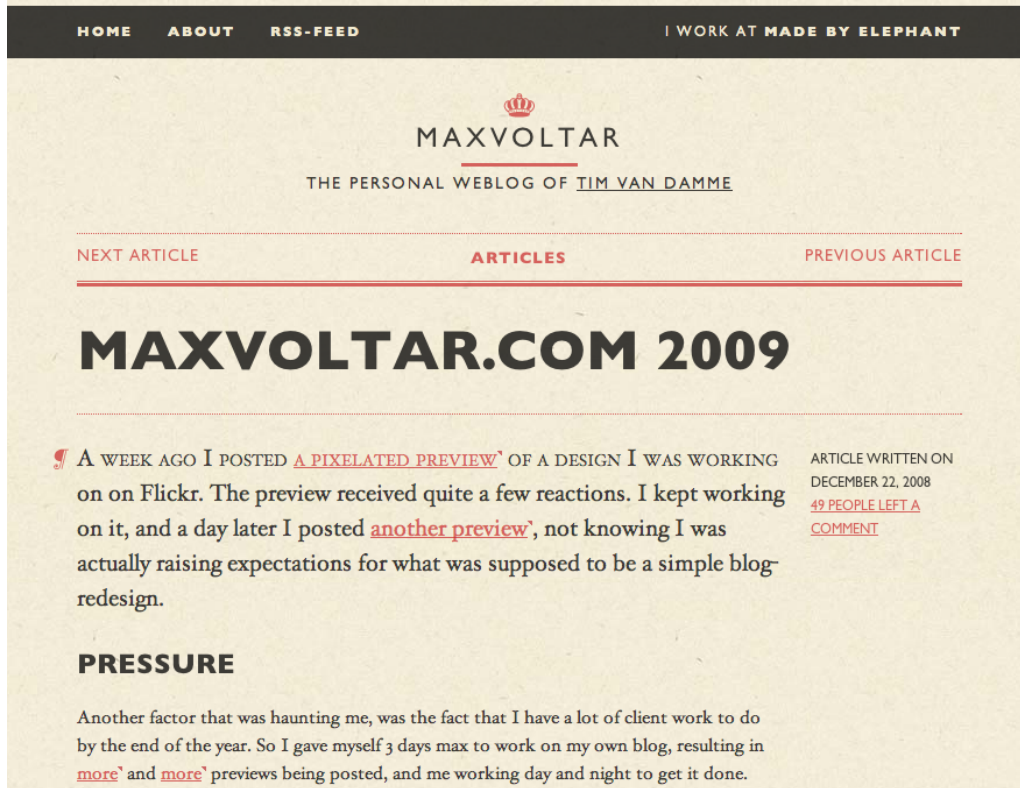 HOME ABOUT RSS-FEED I WORK AT MADE BY ELEPHANT
MAXVOLTAR
THE PERSONAL WEBLOG OF TIM VAN DAMME
NEXT ARTICLE ARTICLES PREVIOUS ARTICLE
MAXVOLTAR.COM 2009
¶ A WEEK AGO I POSTED A PIXELATED PREVIEW OF A DESIGN I WAS WORKING
on on Flickr. The preview received quite a few reactions. I kept working
on it, and a day later I posted another preview, not knowing I was
actually raising expectations for what was supposed to be a simple blog-
redesign.
ARTICLE WRITTEN ON
DECEMBER 22, 2008
49 PEOPLE LEFT A
COMMENT
PRESSURE
Another factor that was haunting me, was the fact that I have a lot of client work to do
by the end of the year. So I gave myself 3 days max to work on my own blog, resulting in
more and more previews being posted, and me working day and night to get it done.